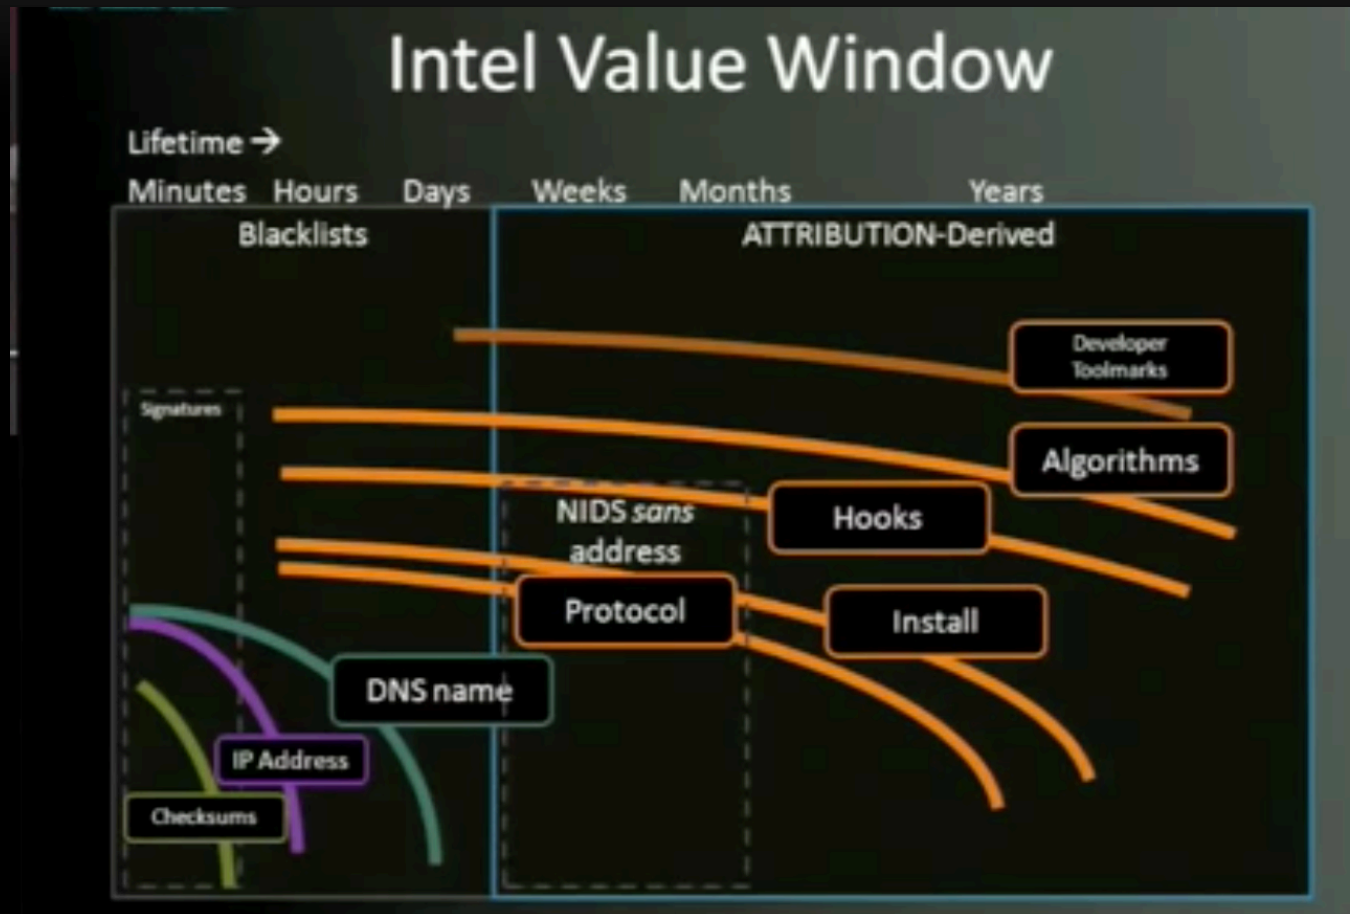 Intel Value Window
Lifetime →
Minutes Hours Days Weeks Months Years
Blacklists
ATTRIBUTION-Derived
Developer
Toolmarks
Signatures
Algorithms
NIDS sans
address
Hooks
Protocol
Install
DNS name
IP Address
Checksums